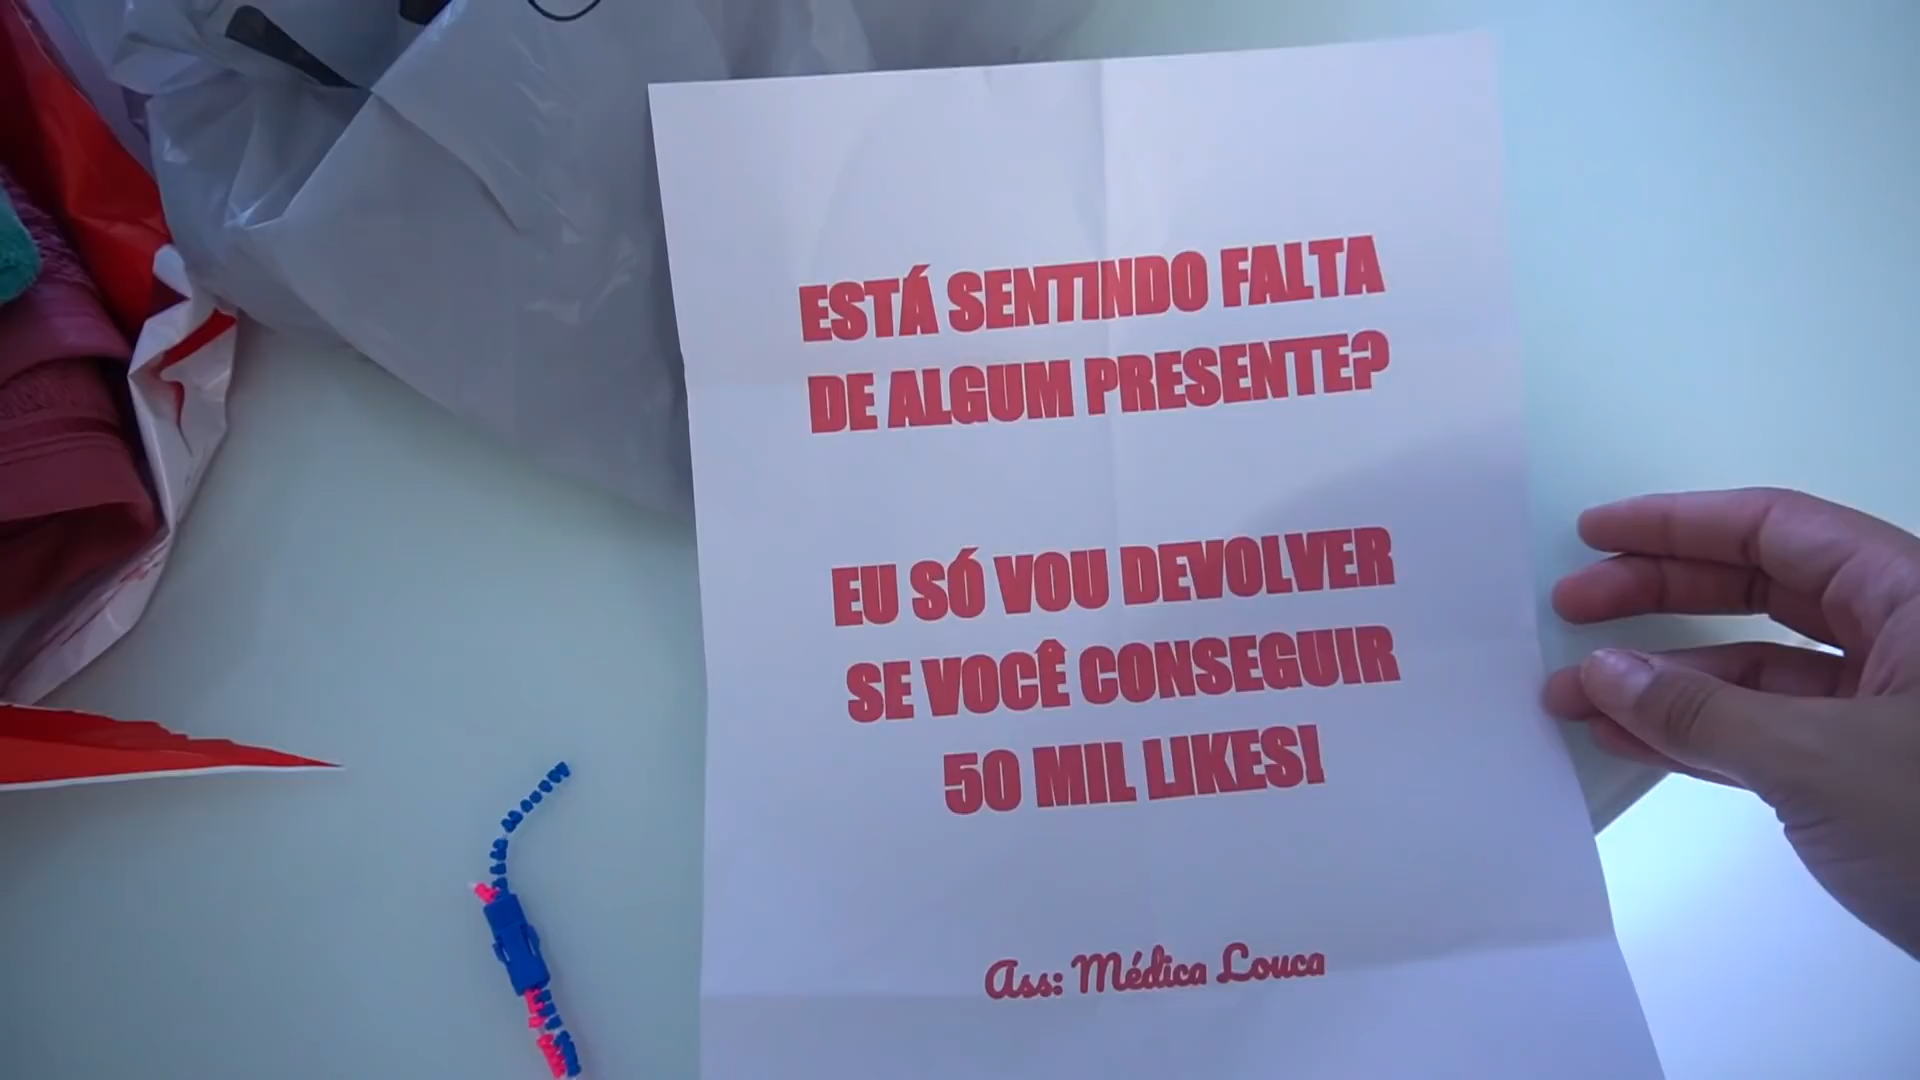 ESTÁ SENTINDO FALTA
DE ALGUM PRESENTE?
EU SÓ VOU DEVOLVER
SE VOCÊ CONSEGUIR
50 MIL LIKES!
Ass: Médica Louca